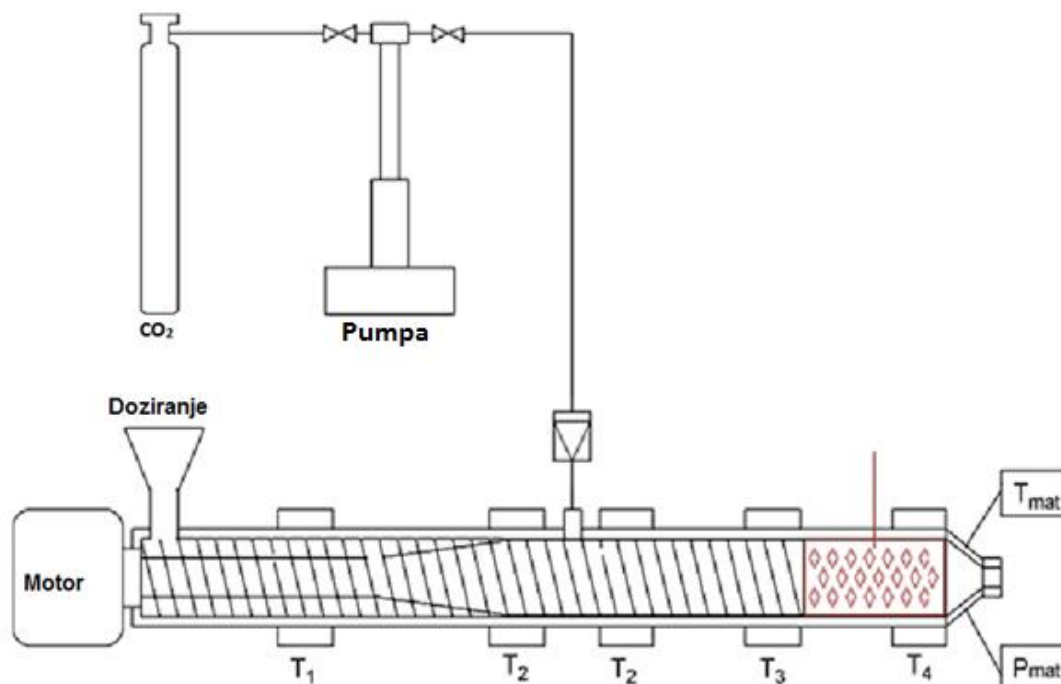 CO₂
Pumpa
Doziranje
Motor
T₁
T₂
T₂
T₃
T₄
Tmat
Pmat